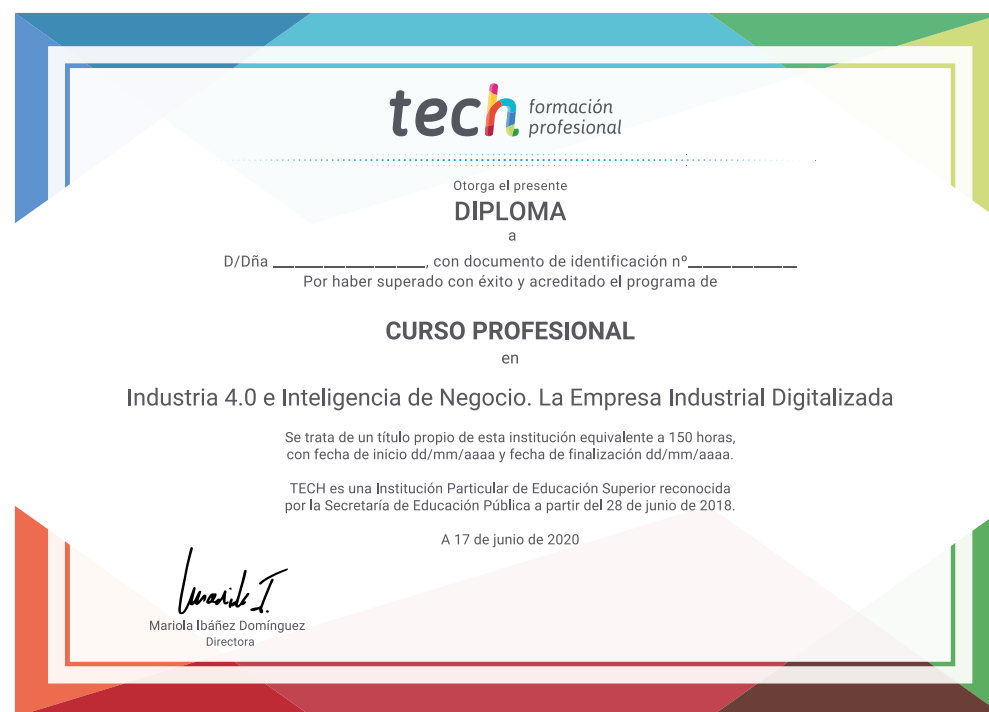 tech formación
profesional
Otorga el presente
DIPLOMA
a
D/Dña ________________, con documento de identificación nº___________
Por haber superado con éxito y acreditado el programa de
CURSO PROFESIONAL
en
Industria 4.0 e Inteligencia de Negocio. La Empresa Industrial Digitalizada
Se trata de un título propio de esta institución equivalente a 150 horas,
con fecha de inicio dd/mm/aaaa y fecha de finalización dd/mm/aaaa.
TECH es una Institución Particular de Educación Superior reconocida
por la Secretaría de Educación Pública a partir del 28 de junio de 2018.
A 17 de junio de 2020
Mariola Ibáñez Domínguez
Directora